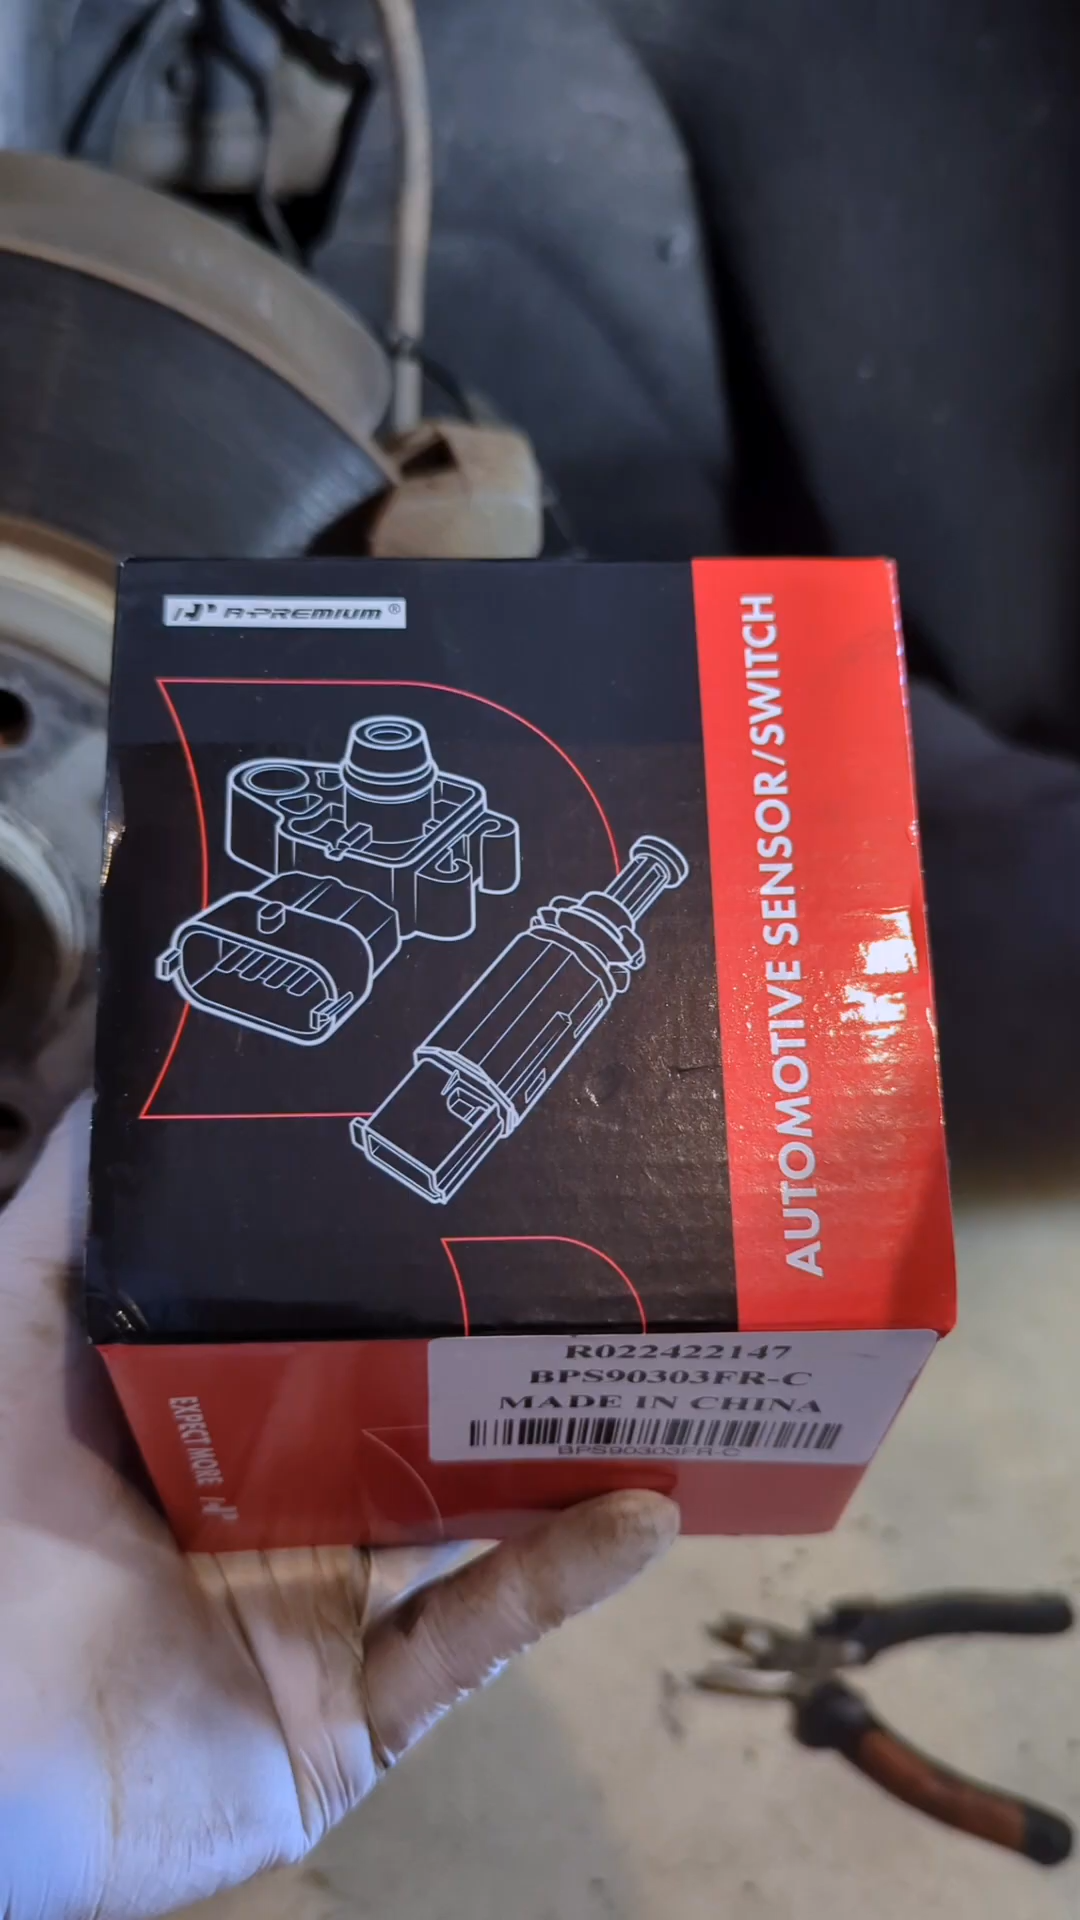 A-PREMIUM®
AUTOMOTIVE SENSOR/SWITCH
R022422147
BPS90303FR-C
MADE IN CHINA
BPS90303FR-C
EXPECT MORE